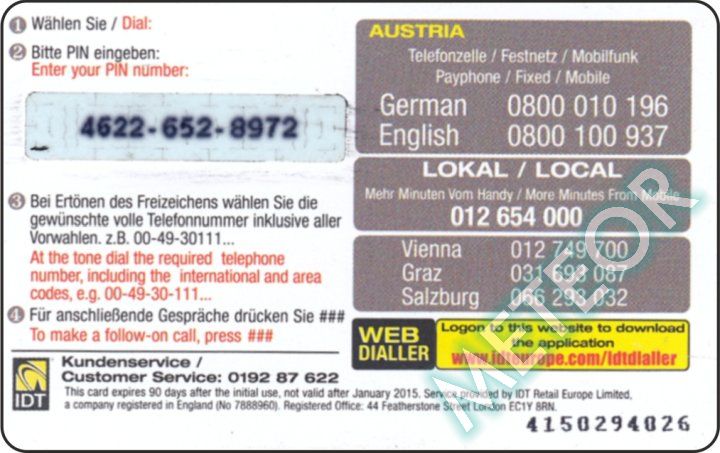 1 Wählen Sie / Dial:
2 Bitte PIN eingeben:
Enter your PIN number:
4622-652-8972
3 Bei Ertönen des Freizeichens wählen Sie die
gewünschte volle Telefonnummer inklusive aller
Vorwahlen. z.B. 00-49-30111...
At the tone dial the required telephone
number, including the international and area
codes, e.g. 00-49-30-111...
4 Für anschließende Gespräche drücken Sie ###
To make a follow-on call, press ###
AUSTRIA
Telefonzelle / Festnetz / Mobilfunk
Payphone / Fixed / Mobile
German 0800 010 196
English 0800 100 937
LOKAL / LOCAL
Mehr Minuten Vom Handy / More Minutes From Mobile
012 654 000
Vienna 012 749 700
Graz 031 693 087
Salzburg 066 293 032
WEB
DIALLER
Logon to this website to download
the application
www.idteurope.com/idtdialler
IDT
Kundenservice /
Customer Service: 0192 87 622
This card expires 90 days after the initial use, not valid after January 2015. Service provided by IDT Retail Europe Limited,
a company registered in England (No 7888960). Registered Office: 44 Featherstone Street London EC1Y 8RN.
4150294026
METEOR